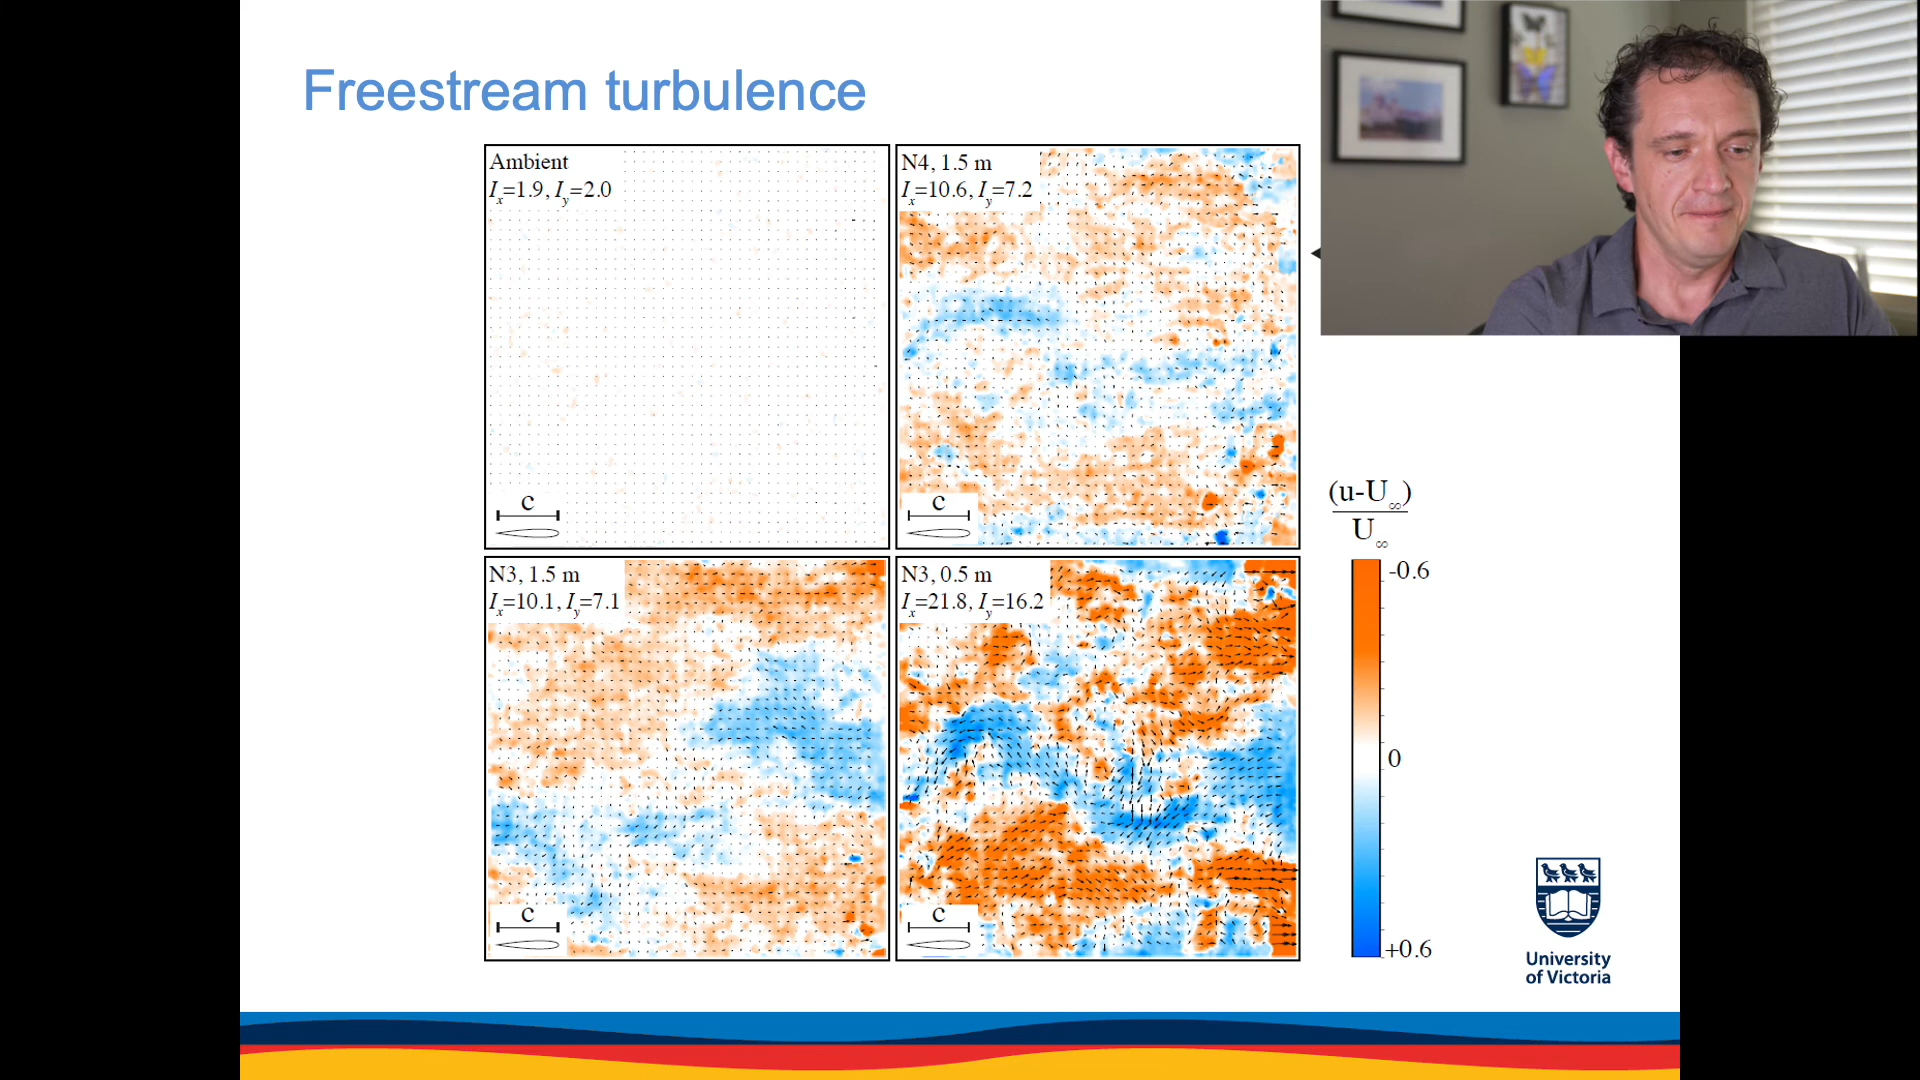 Freestream turbulence
Ambient
Ix=1.9, Iy=2.0
c
N4, 1.5 m
Ix=10.6, Iy=7.2
c
N3, 1.5 m
Ix=10.1, Iy=7.1
c
N3, 0.5 m
Ix=21.8, Iy=16.2
c
(u-U∞)
U∞
-0.6
0
+0.6
University
of Victoria